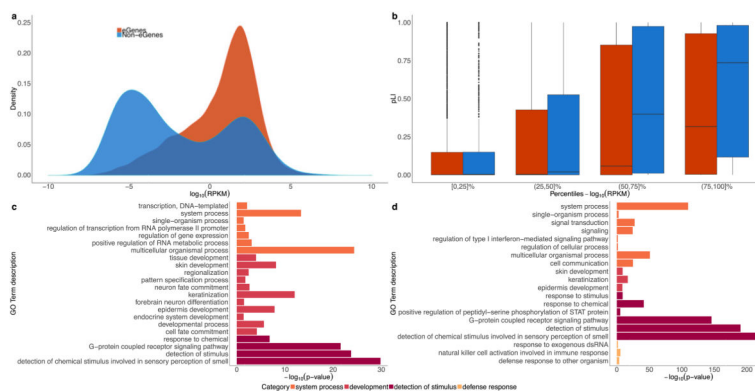 a
0.25
0.20
0.15
0.10
0.05
0.00
Density
eGenes
Non-eGenes
-10
-5
0
5
10
log₁₀(RPKM)
b
1.00
0.75
0.50
0.25
0.00
pLI
]0,25]%
(25,50]%
(50,75]%
(75,100]%
Percentiles - log₁₀(RPKM)
c
transcription, DNA-templated
system process
single-organism process
regulation of transcription from RNA polymerase II promoter
regulation of gene expression
positive regulation of RNA metabolic process
multicellular organismal process
tissue development
skin development
regionalization
pattern specification process
neuron fate commitment
keratinization
forebrain neuron differentiation
epidermis development
endocrine system development
developmental process
cell fate commitment
response to chemical
G-protein coupled receptor signaling pathway
detection of stimulus
detection of chemical stimulus involved in sensory perception of smell
GO Term description
0
10
20
30
-log₁₀(p-value)
d
system process
single-organism process
signal transduction
signaling
regulation of type I interferon-mediated signaling pathway
regulation of cellular process
multicellular organismal process
cell communication
skin development
keratinization
epidermis development
response to stimulus
response to chemical
positive regulation of peptidyl-serine phosphorylation of STAT protein
G-protein coupled receptor signaling pathway
detection of stimulus
detection of chemical stimulus involved in sensory perception of smell
response to exogenous dsRNA
natural killer cell activation involved in immune response
defense response to other organism
GO Term description
0
50
100
150
200
-log₁₀(p-value)
Category system process development detection of stimulus defense response